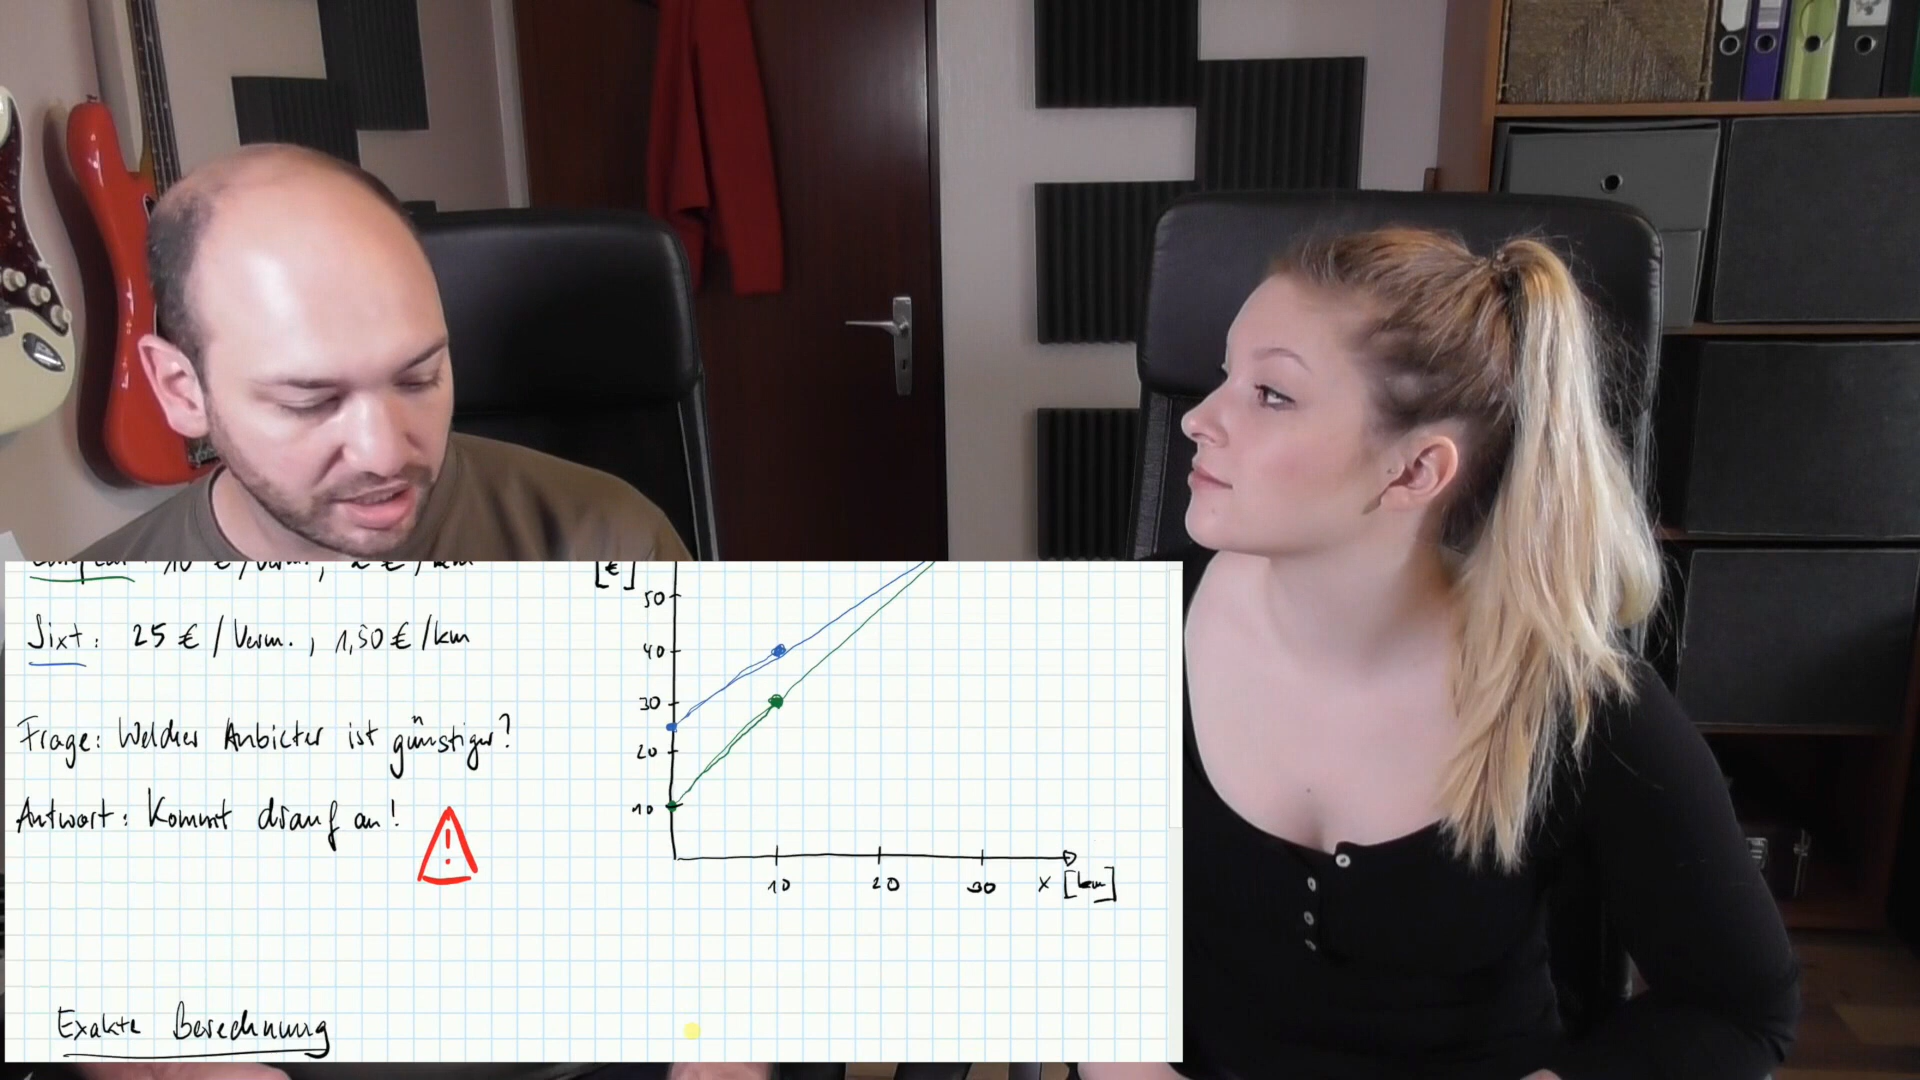 Sixt: 25 € / Verm., 1,50 € / km
Frage: Welcher Anbieter ist günstiger?
Antwort: Kommt drauf an!
!
Exakte Berechnung
[€]
50
40
30
20
10
10 20 30 x [km]